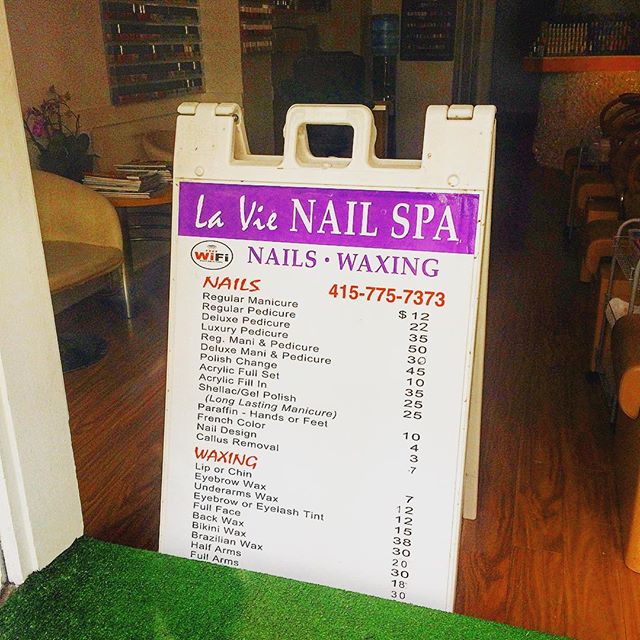 La Vie NAIL SPA
FREE WiFi NAILS · WAXING
NAILS 415-775-7373
Regular Manicure $ 12
Regular Pedicure 22
Deluxe Pedicure 35
Luxury Pedicure 50
Reg. Mani & Pedicure 30
Deluxe Mani & Pedicure 45
Polish Change 10
Acrylic Full Set 35
Acrylic Fill In 25
Shellac/Gel Polish 25
(Long Lasting Manicure)
Paraffin - Hands or Feet 10
French Color 4
Nail Design 3
Callus Removal 7
WAXING
Lip or Chin 7
Eyebrow Wax 12
Underarms Wax 12
Eyebrow or Eyelash Tint 15
Full Face 38
Back Wax 30
Bikini Wax 20
Brazilian Wax 30
Half Arms 18
Full Arms 30